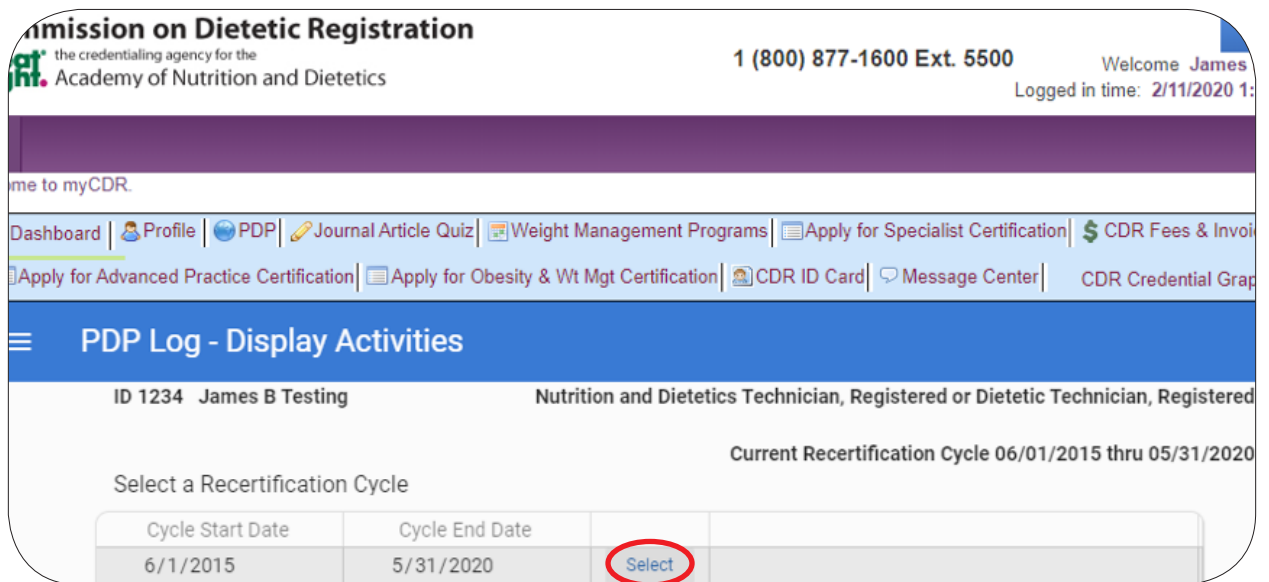 mmission on Dietetic Registration
eat the credentialing agency for the
ght. Academy of Nutrition and Dietetics
1 (800) 877-1600 Ext. 5500
Welcome James
Logged in time: 2/11/2020 1:
ome to myCDR.
Dashboard Profile PDP Journal Article Quiz Weight Management Programs Apply for Specialist Certification CDR Fees & Invoi
Apply for Advanced Practice Certification Apply for Obesity & Wt Mgt Certification CDR ID Card Message Center CDR Credential Grap
PDP Log - Display Activities
ID 1234 James B Testing Nutrition and Dietetics Technician, Registered or Dietetic Technician, Registered
Current Recertification Cycle 06/01/2015 thru 05/31/2020
Select a Recertification Cycle
Cycle Start Date Cycle End Date
6/1/2015 5/31/2020 Select